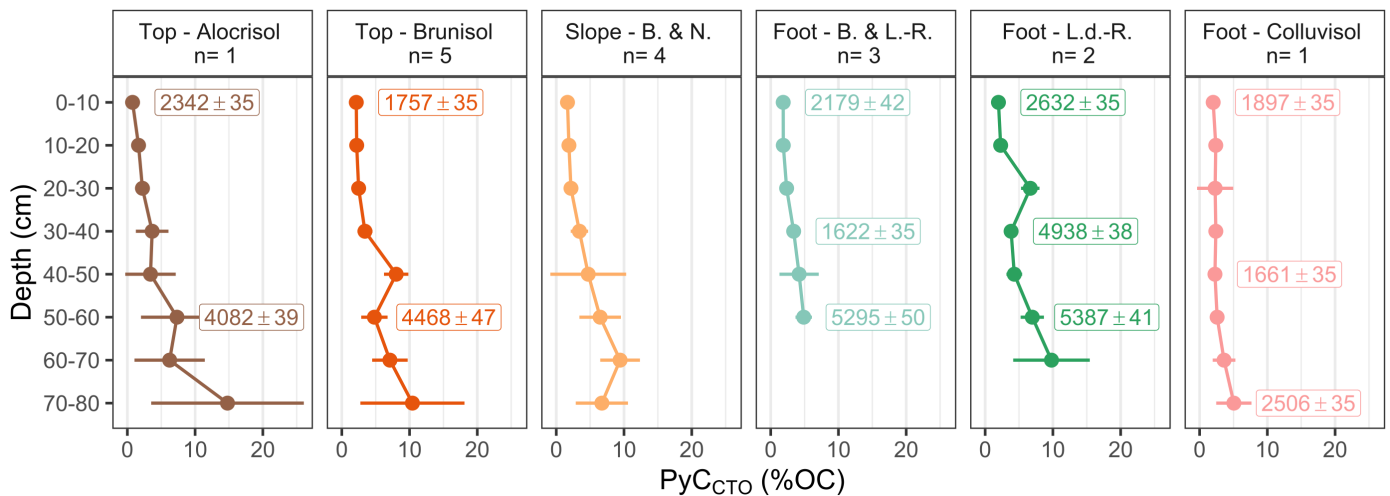 Top - Alocrisol
n= 1
Top - Brunisol
n= 5
Slope - B. & N.
n= 4
Foot - B. & L.-R.
n= 3
Foot - L.d.-R.
n= 2
Foot - Colluvisol
n= 1
Depth (cm)
0-10
10-20
20-30
30-40
40-50
50-60
60-70
70-80
2342 ± 35
4082 ± 39
1757 ± 35
4468 ± 47
2179 ± 42
1622 ± 35
5295 ± 50
2632 ± 35
4938 ± 38
5387 ± 41
1897 ± 35
1661 ± 35
2506 ± 35
0 10 20
0 10 20
0 10 20
0 10 20
0 10 20
0 10 20
PyC_CTO (%OC)